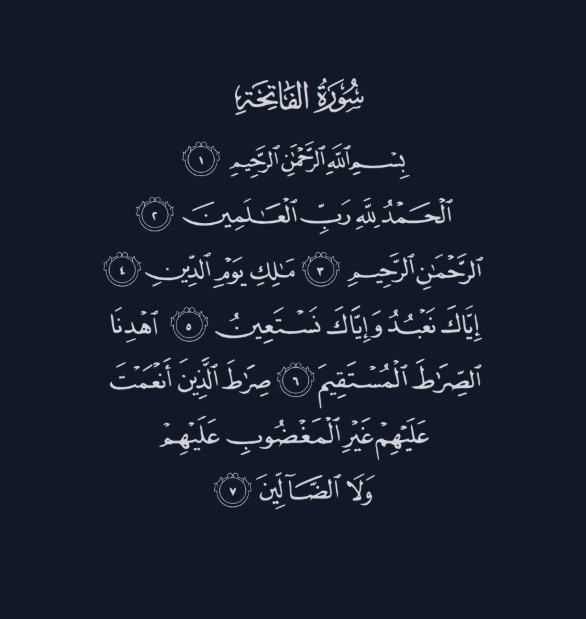 سُورَةُ الفَاتِحَةِ
بِسْمِ ٱللَّهِ ٱلرَّحْمَٰنِ ٱلرَّحِيمِ ١
ٱلْحَمْدُ لِلَّهِ رَبِّ ٱلْعَٰلَمِينَ ٢
ٱلرَّحْمَٰنِ ٱلرَّحِيمِ ٣ مَٰلِكِ يَوْمِ ٱلدِّينِ ٤
إِيَّاكَ نَعْبُدُ وَإِيَّاكَ نَسْتَعِينُ ٥ ٱهْدِنَا
ٱلصِّرَٰطَ ٱلْمُسْتَقِيمَ ٦ صِرَٰطَ ٱلَّذِينَ أَنْعَمْتَ
عَلَيْهِمْ غَيْرِ ٱلْمَغْضُوبِ عَلَيْهِمْ
وَلَا ٱلضَّآلِّينَ ٧